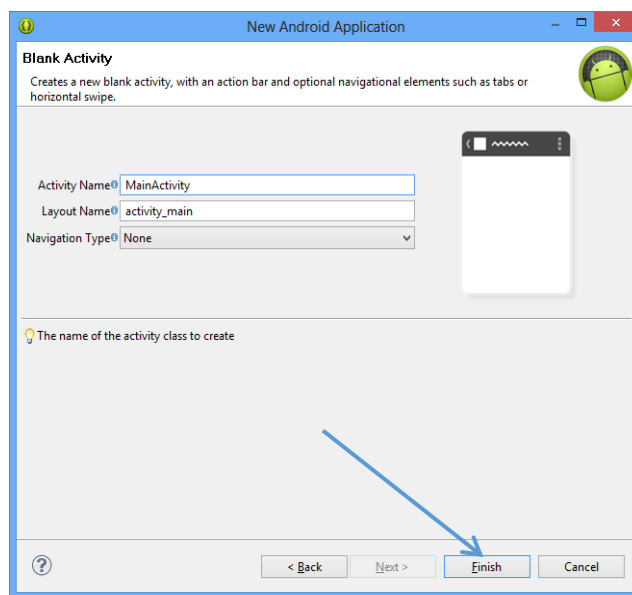 New Android Application
Blank Activity
Creates a new blank activity, with an action bar and optional navigational elements such as tabs or
horizontal swipe.
Activity Name MainActivity
Layout Name activity_main
Navigation Type None
The name of the activity class to create
? < Back Next > Finish Cancel